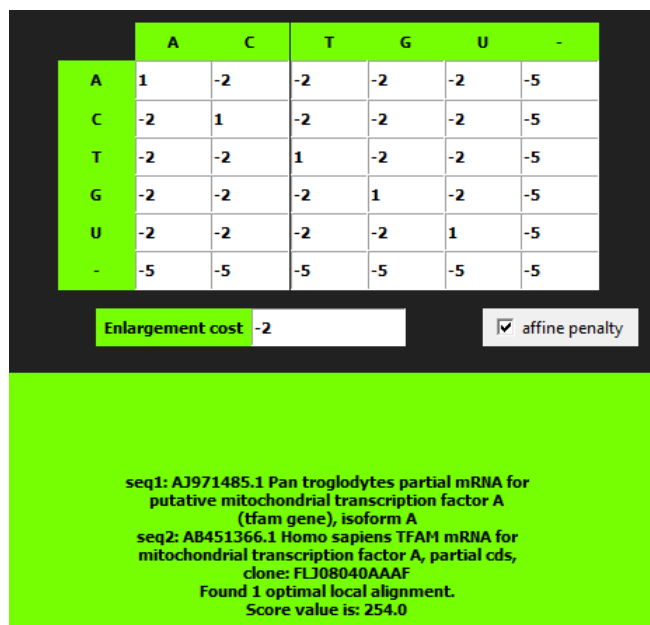 A C T G U -
A 1 -2 -2 -2 -2 -5
C -2 1 -2 -2 -2 -5
T -2 -2 1 -2 -2 -5
G -2 -2 -2 1 -2 -5
U -2 -2 -2 -2 1 -5
- -5 -5 -5 -5 -5 -5
Enlargement cost -2 affine penalty
seq1: AJ971485.1 Pan troglodytes partial mRNA for
putative mitochondrial transcription factor A
(tfam gene), isoform A
seq2: AB451366.1 Homo sapiens TFAM mRNA for
mitochondrial transcription factor A, partial cds,
clone: FLJ08040AAAF
Found 1 optimal local alignment.
Score value is: 254.0